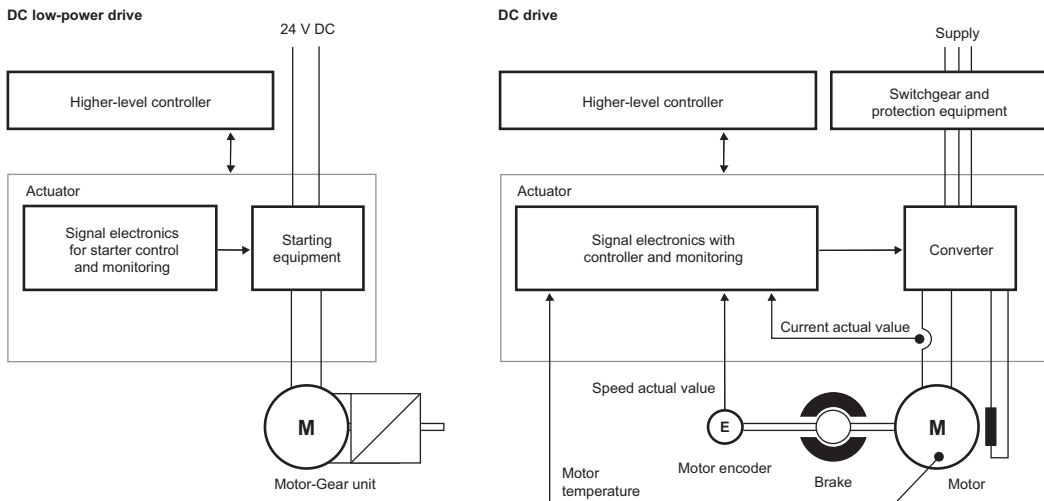 DC low-power drive
24 V DC
Higher-level controller
Actuator
Signal electronics
for starter control
and monitoring
Starting
equipment
M
Motor-Gear unit
DC drive
Supply
Higher-level controller
Switchgear and
protection equipment
Actuator
Signal electronics with
controller and monitoring
Converter
Current actual value
Speed actual value
E
M
Motor encoder
Brake
Motor
Motor
temperature